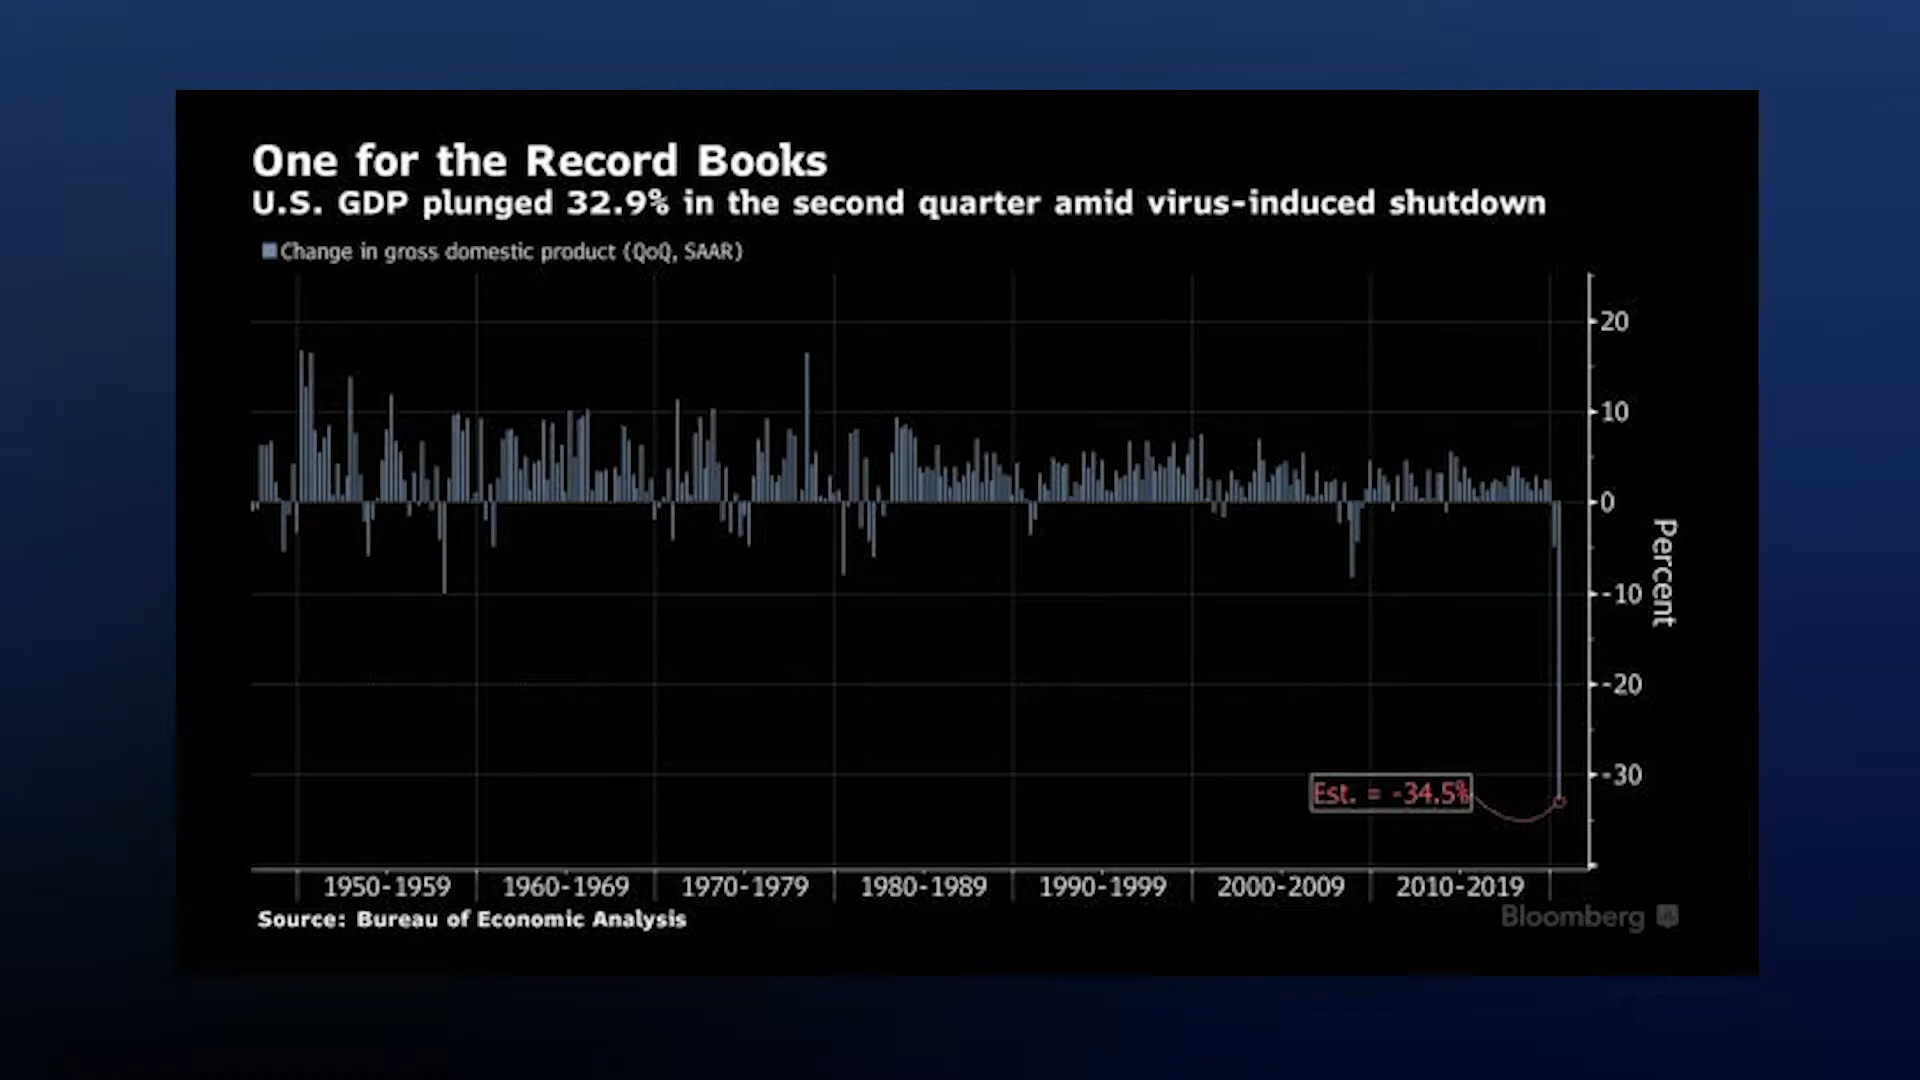 One for the Record Books
U.S. GDP plunged 32.9% in the second quarter amid virus-induced shutdown
Change in gross domestic product (QoQ, SAAR)
20
10
0
-10
-20
-30
Percent
Est. = -34.5%
1950-1959 1960-1969 1970-1979 1980-1989 1990-1999 2000-2009 2010-2019
Source: Bureau of Economic Analysis
Bloomberg